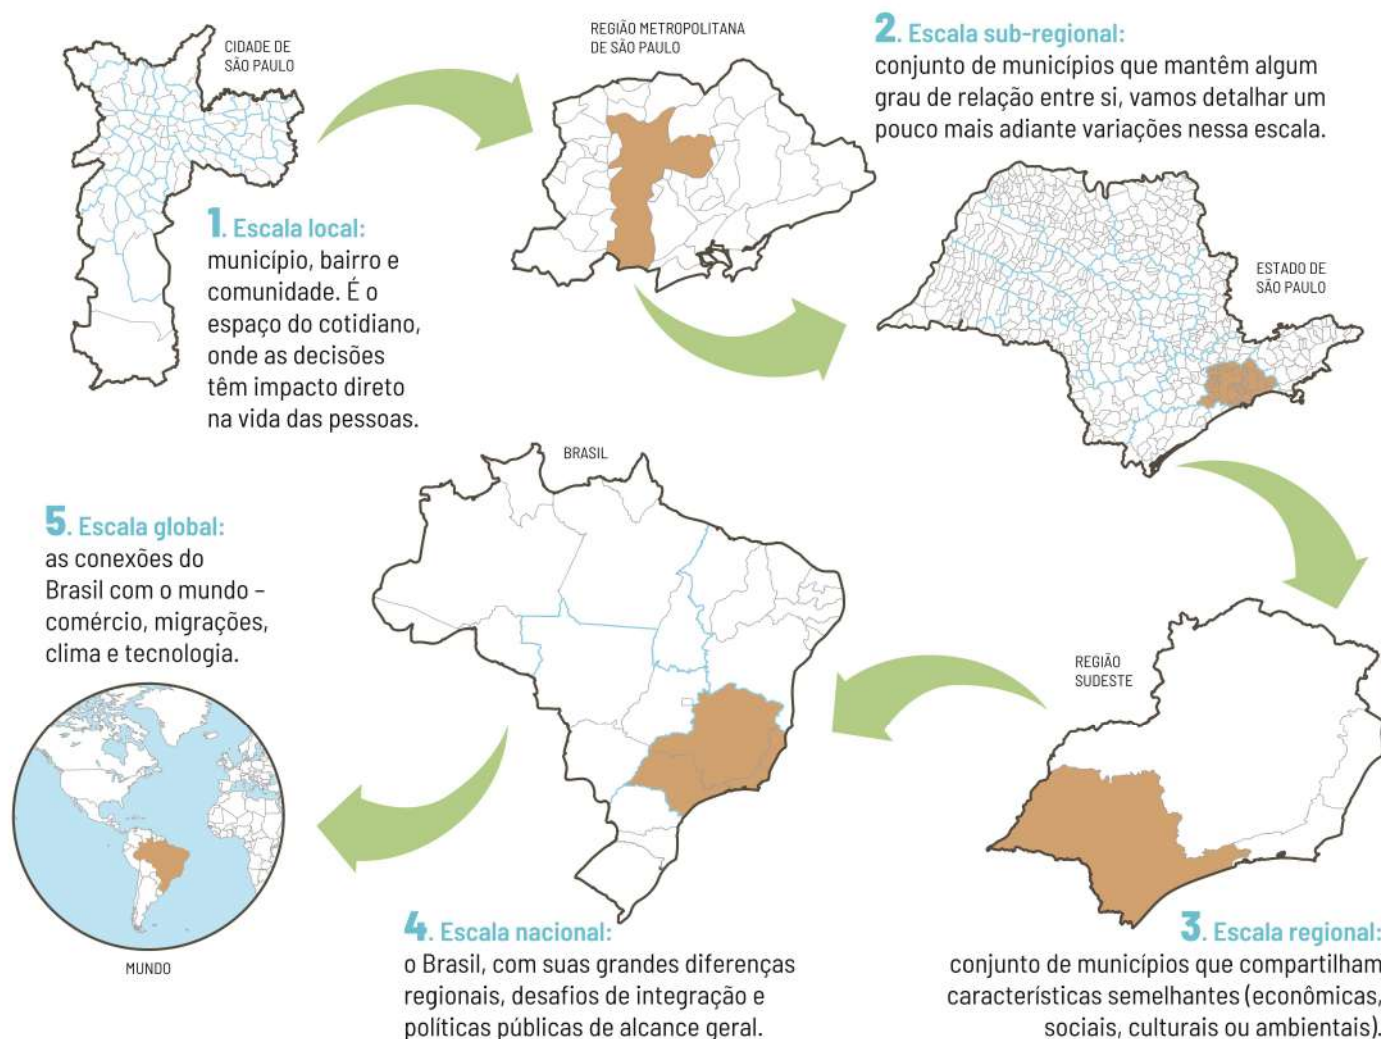 CIDADE DE
SÃO PAULO
1. Escala local:
município, bairro e
comunidade. É o
espaço do cotidiano,
onde as decisões
têm impacto direto
na vida das pessoas.
REGIÃO METROPOLITANA
DE SÃO PAULO
2. Escala sub-regional:
conjunto de municípios que mantêm algum
grau de relação entre si, vamos detalhar um
pouco mais adiante variações nessa escala.
ESTADO DE
SÃO PAULO
REGIÃO
SUDESTE
3. Escala regional:
conjunto de municípios que compartilham
características semelhantes (econômicas,
sociais, culturais ou ambientais).
BRASIL
4. Escala nacional:
o Brasil, com suas grandes diferenças
regionais, desafios de integração e
políticas públicas de alcance geral.
5. Escala global:
as conexões do
Brasil com o mundo –
comércio, migrações,
clima e tecnologia.
MUNDO